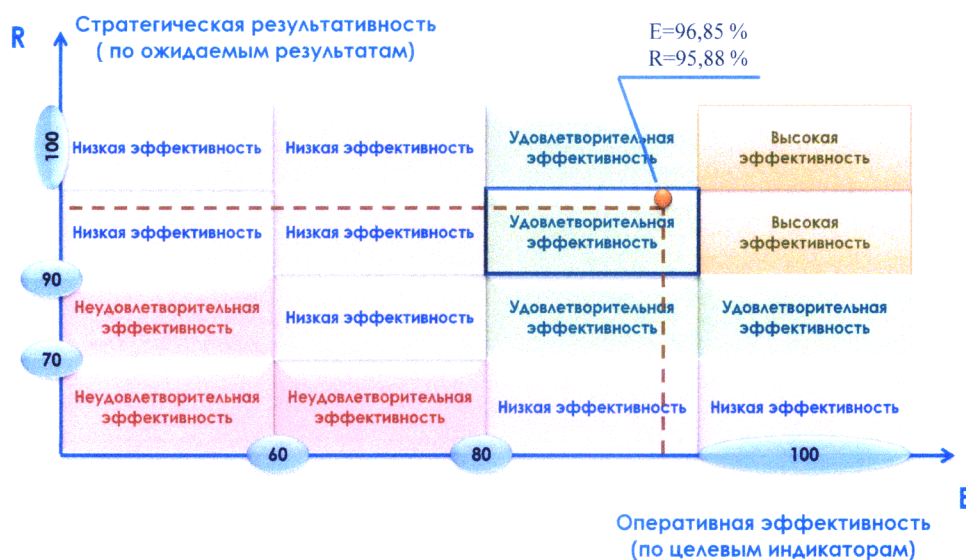 R
Стратегическая результативность
( по ожидаемым результатам)
E=96,85 %
R=95,88 %
100
Низкая эффективность
Низкая эффективность
Удовлетворительная
эффективность
Высокая
эффективность
Низкая эффективность
Низкая эффективность
Удовлетворительная
эффективность
Высокая
эффективность
90
Неудовлетворительная
эффективность
Низкая эффективность
Удовлетворительная
эффективность
Удовлетворительная
эффективность
70
Неудовлетворительная
эффективность
Неудовлетворительная
эффективность
Низкая эффективность
Низкая эффективность
60
80
100
E
Оперативная эффективность
(по целевым индикаторам)